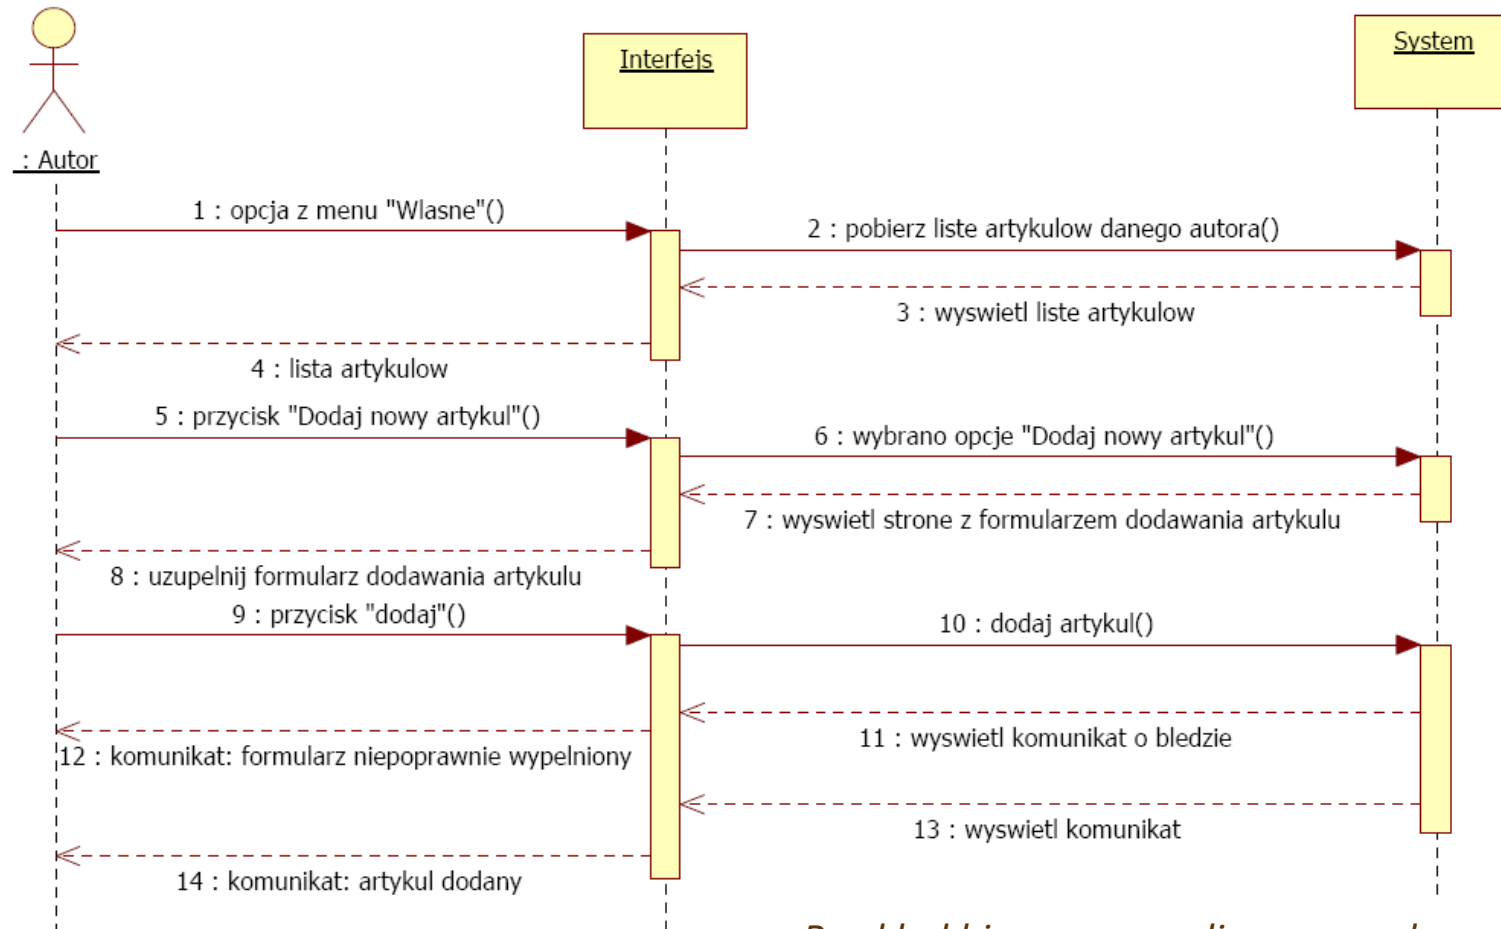 Interfejs
System
: Autor
1 : opcja z menu "Wlasne"()
2 : pobierz liste artykulow danego autora()
3 : wyswietl liste artykulow
4 : lista artykulow
5 : przycisk "Dodaj nowy artykul"()
6 : wybrano opcje "Dodaj nowy artykul"()
7 : wyswietl strone z formularzem dodawania artykulu
8 : uzupelnij formularz dodawania artykulu
9 : przycisk "dodaj"()
10 : dodaj artykul()
11 : wyswietl komunikat o bledzie
12 : komunikat: formularz niepoprawnie wypelniony
13 : wyswietl komunikat
14 : komunikat: artykul dodany